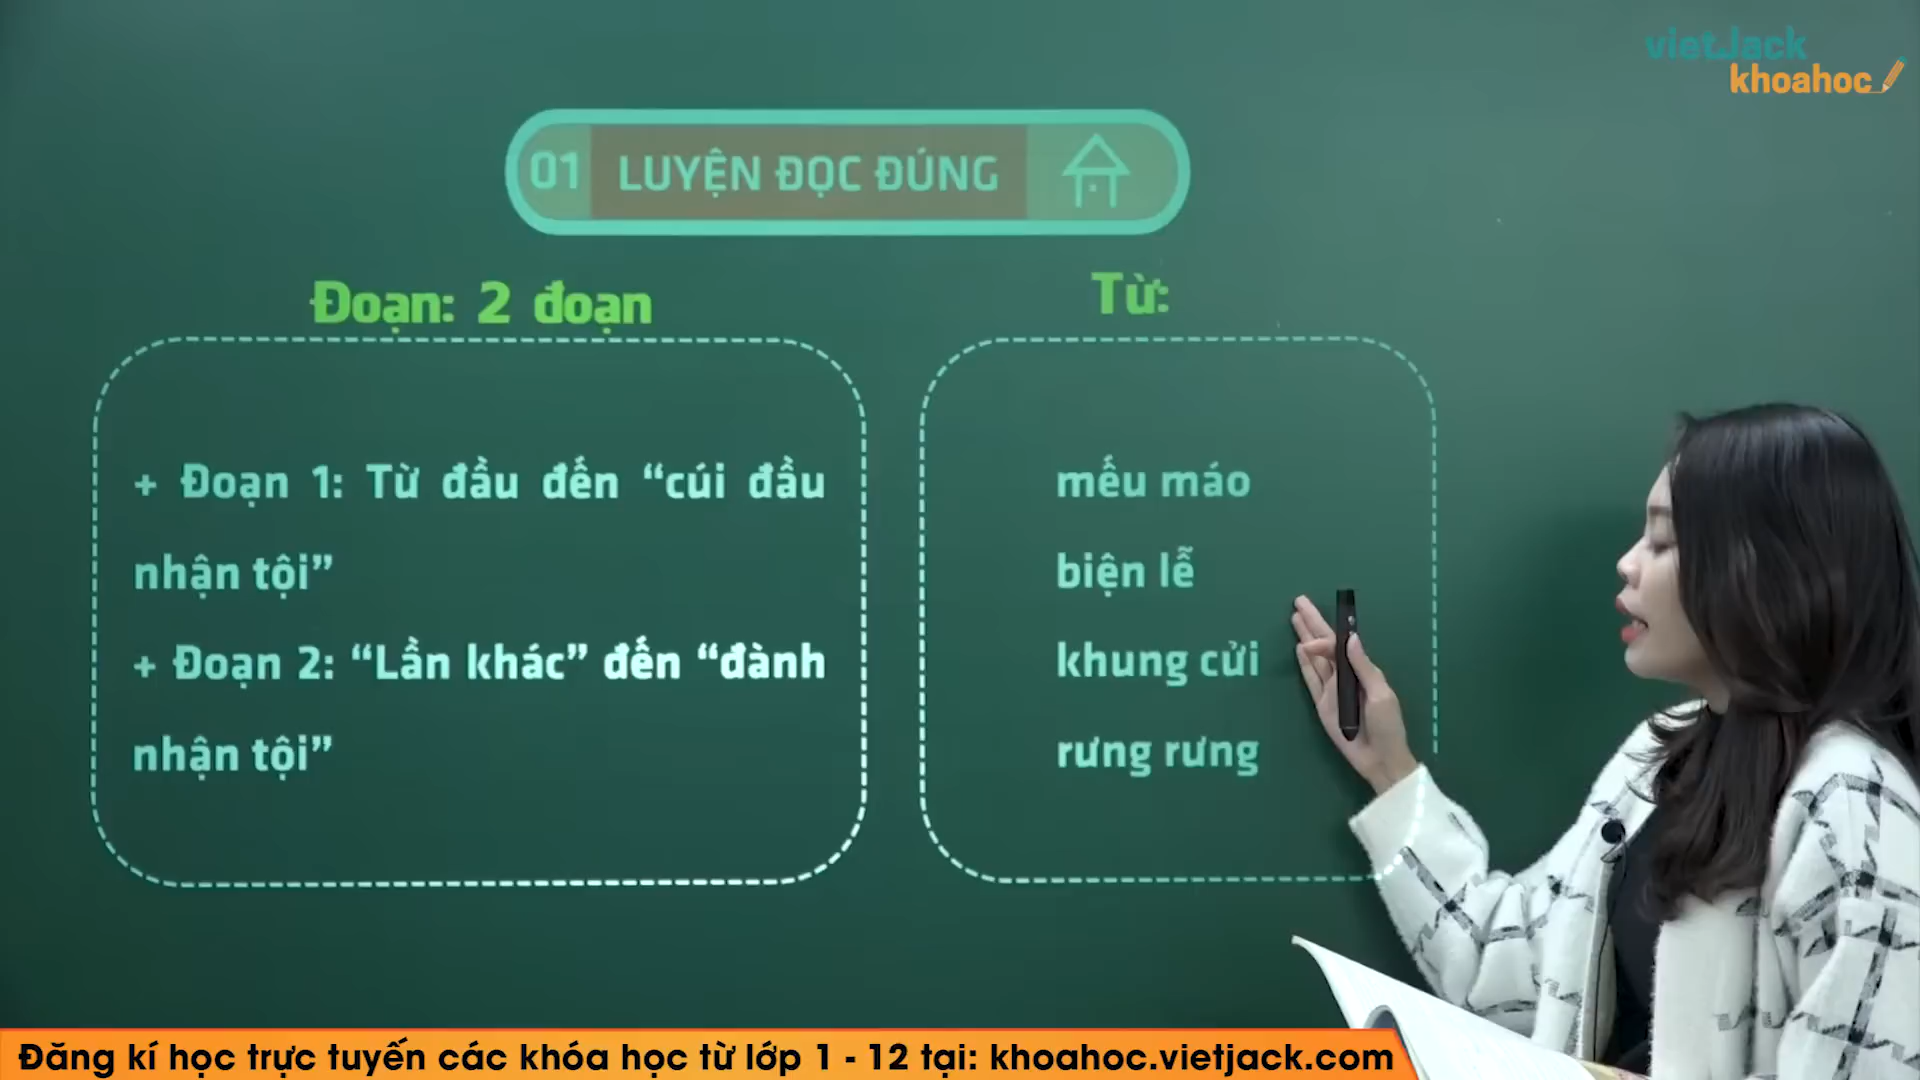 vietJack
khoahoc
01 LUYỆN ĐỌC ĐÚNG
Đoạn: 2 đoạn
+ Đoạn 1: Từ đầu đến “cúi đầu
nhận tội”
+ Đoạn 2: “Lần khác” đến “đành
nhận tội”
Từ:
mếu máo
biện lễ
khung cửi
rưng rưng
Đăng kí học trực tuyến các khóa học từ lớp 1 - 12 tại: khoahoc.vietjack.com